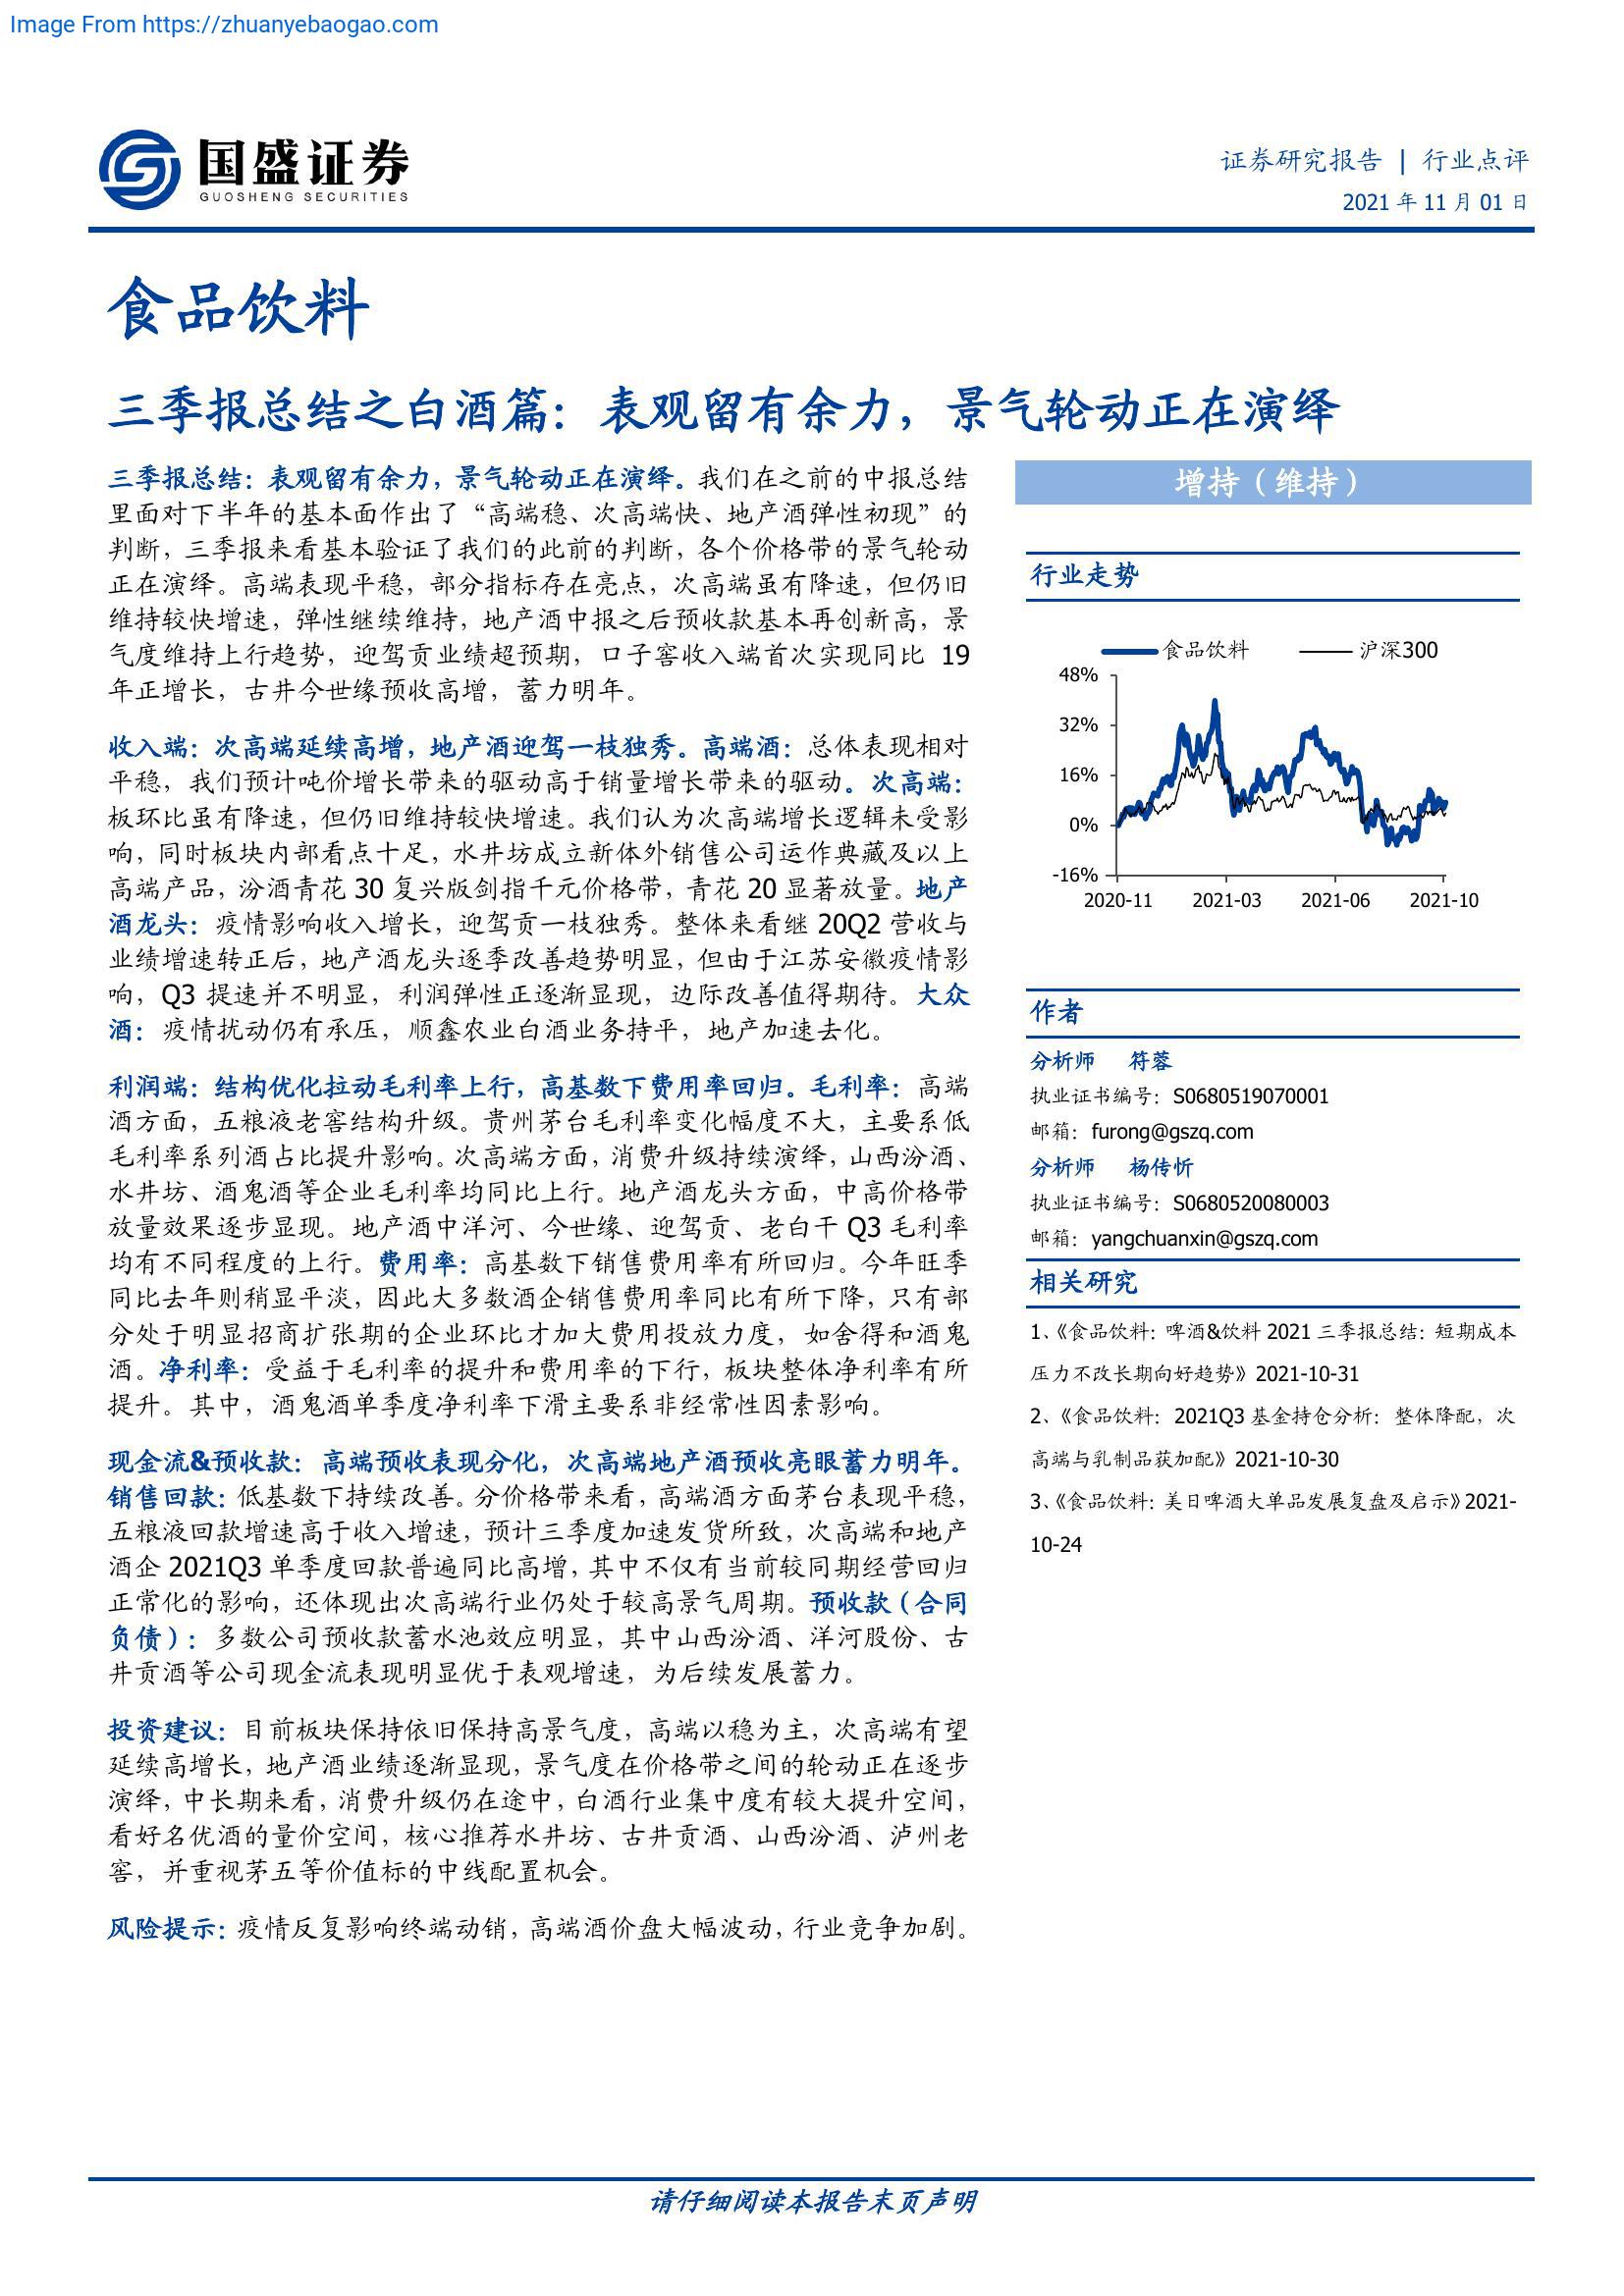 Image From https://zhuanyebaogao.com
国盛证券
GUOSHENG SECURITIES
证券研究报告 | 行业点评
2021 年 11 月 01 日
食品饮料
三季报总结之白酒篇：表观留有余力，景气轮动正在演绎
三季报总结：表观留有余力，景气轮动正在演绎。我们在之前的中报总结
里面对下半年的基本面作出了“高端稳、次高端快、地产酒弹性初现”的
判断，三季报来看基本验证了我们的此前的判断，各个价格带的景气轮动
正在演绎。高端表现平稳，部分指标存在亮点，次高端虽有降速，但仍旧
维持较快增速，弹性继续维持，地产酒中报之后预收款基本再创新高，景
气度维持上行趋势，迎驾贡业绩超预期，口子窖收入端首次实现同比 19
年正增长，古井今世缘预收高增，蓄力明年。
收入端：次高端延续高增，地产酒迎驾一枝独秀。高端酒：总体表现相对
平稳，我们预计吨价增长带来的驱动高于销量增长带来的驱动。次高端：
板环比虽有降速，但仍旧维持较快增速。我们认为次高端增长逻辑未受影
响，同时板块内部看点十足，水井坊成立新体外销售公司运作典藏及以上
高端产品，汾酒青花 30 复兴版剑指千元价格带，青花 20 显著放量。地产
酒龙头：疫情影响收入增长，迎驾贡一枝独秀。整体来看继 20Q2 营收与
业绩增速转正后，地产酒龙头逐季改善趋势明显，但由于江苏安徽疫情影
响，Q3 提速并不明显，利润弹性正逐渐显现，边际改善值得期待。大众
酒：疫情扰动仍有承压，顺鑫农业白酒业务持平，地产加速去化。
利润端：结构优化拉动毛利率上行，高基数下费用率回归。毛利率：高端
酒方面，五粮液老窖结构升级。贵州茅台毛利率变化幅度不大，主要系低
毛利率系列酒占比提升影响。次高端方面，消费升级持续演绎，山西汾酒、
水井坊、酒鬼酒等企业毛利率均同比上行。地产酒龙头方面，中高价格带
放量效果逐步显现。地产酒中洋河、今世缘、迎驾贡、老白干 Q3 毛利率
均有不同程度的上行。费用率：高基数下销售费用率有所回归。今年旺季
同比去年则稍显平淡，因此大多数酒企销售费用率同比有所下降，只有部
分处于明显招商扩张期的企业环比才加大费用投放力度，如舍得和酒鬼
酒。净利率：受益于毛利率的提升和费用率的下行，板块整体净利率有所
提升。其中，酒鬼酒单季度净利率下滑主要系非经常性因素影响。
现金流&预收款：高端预收表现分化，次高端地产酒预收亮眼蓄力明年。
销售回款：低基数下持续改善。分价格带来看，高端酒方面茅台表现平稳，
五粮液回款增速高于收入增速，预计三季度加速发货所致，次高端和地产
酒企 2021Q3 单季度回款普遍同比高增，其中不仅有当前较同期经营回归
正常化的影响，还体现出次高端行业仍处于较高景气周期。预收款（合同
负债）：多数公司预收款蓄水池效应明显，其中山西汾酒、洋河股份、古
井贡酒等公司现金流表现明显优于表观增速，为后续发展蓄力。
投资建议：目前板块保持依旧保持高景气度，高端以稳为主，次高端有望
延续高增长，地产酒业绩逐渐显现，景气度在价格带之间的轮动正在逐步
演绎，中长期来看，消费升级仍在途中，白酒行业集中度有较大提升空间，
看好名优酒的量价空间，核心推荐水井坊、古井贡酒、山西汾酒、泸州老
窖，并重视茅五等价值标的中线配置机会。
风险提示：疫情反复影响终端动销，高端酒价盘大幅波动，行业竞争加剧。
增持（维持）
行业走势
食品饮料 沪深300
48%
32%
16%
0%
-16%
2020-11 2021-03 2021-06 2021-10
作者
分析师 符蓉
执业证书编号：S0680519070001
邮箱：furong@gszq.com
分析师 杨传忻
执业证书编号：S0680520080003
邮箱：yangchuanxin@gszq.com
相关研究
1、《食品饮料：啤酒&饮料 2021 三季报总结：短期成本
压力不改长期向好趋势》2021-10-31
2、《食品饮料：2021Q3 基金持仓分析：整体降配，次
高端与乳制品获加配》2021-10-30
3、《食品饮料：美日啤酒大单品发展复盘及启示》2021-
10-24
请仔细阅读本报告末页声明